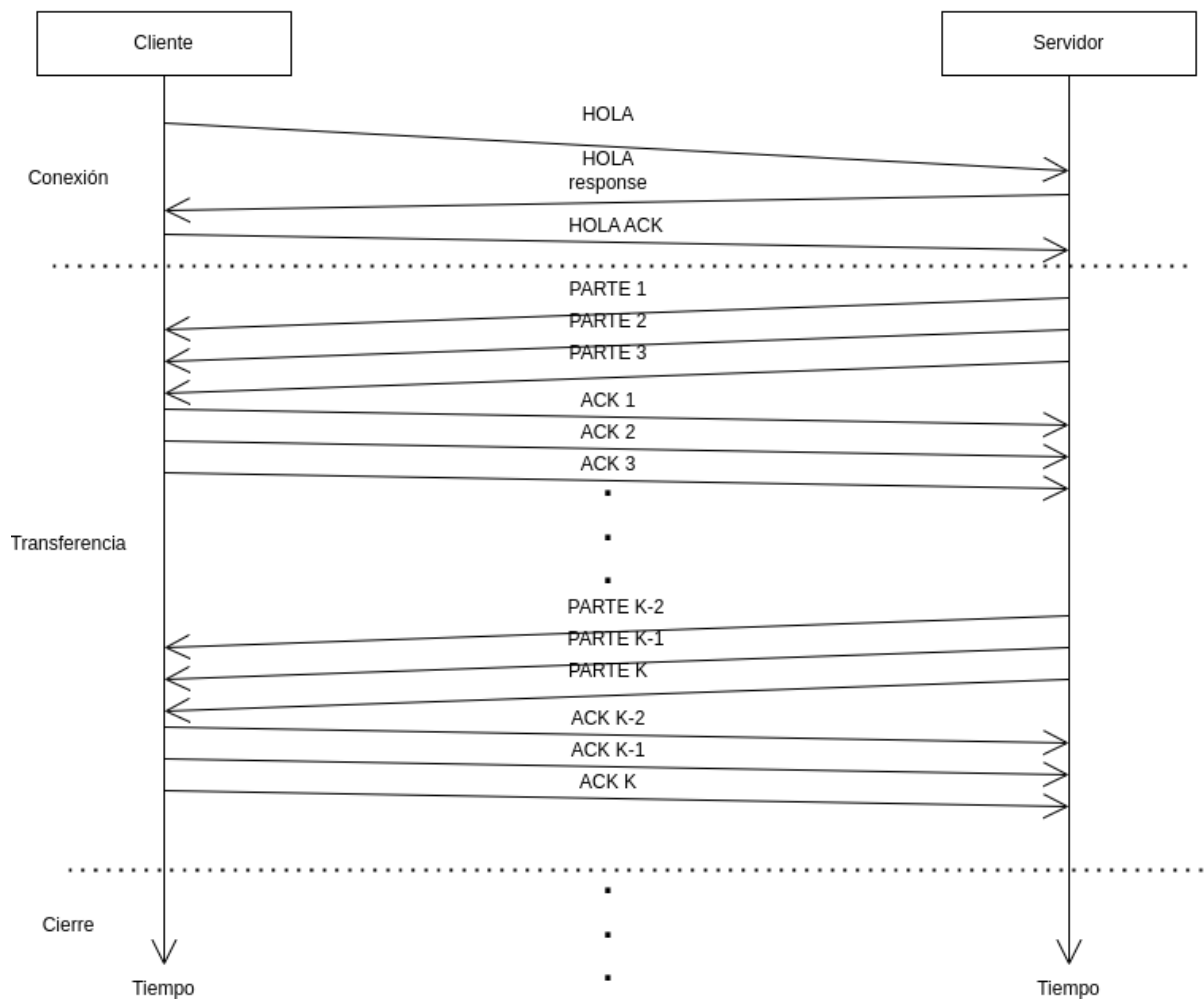 Cliente
Servidor
HOLA
HOLA
response
Conexión
HOLA ACK
PARTE 1
PARTE 2
PARTE 3
ACK 1
ACK 2
ACK 3
Transferencia
PARTE K-2
PARTE K-1
PARTE K
ACK K-2
ACK K-1
ACK K
Cierre
Tiempo
Tiempo